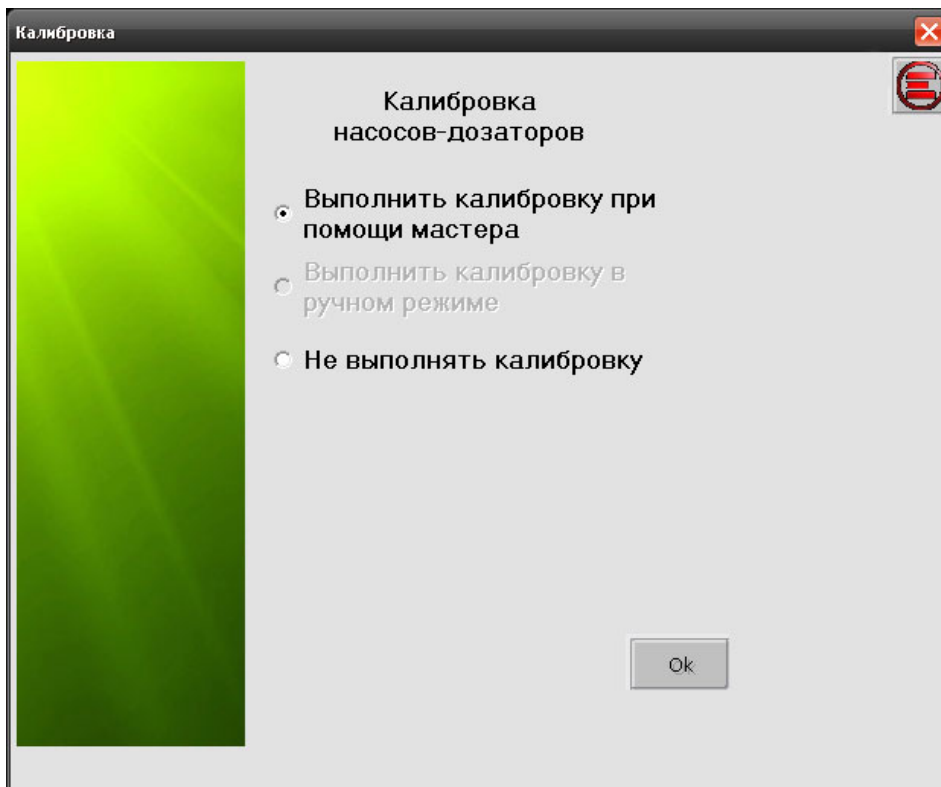 Калибровка
Калибровка
насосов-дозаторов
Выполнить калибровку при
помощи мастера
Выполнить калибровку в
ручном режиме
Не выполнять калибровку
Ok